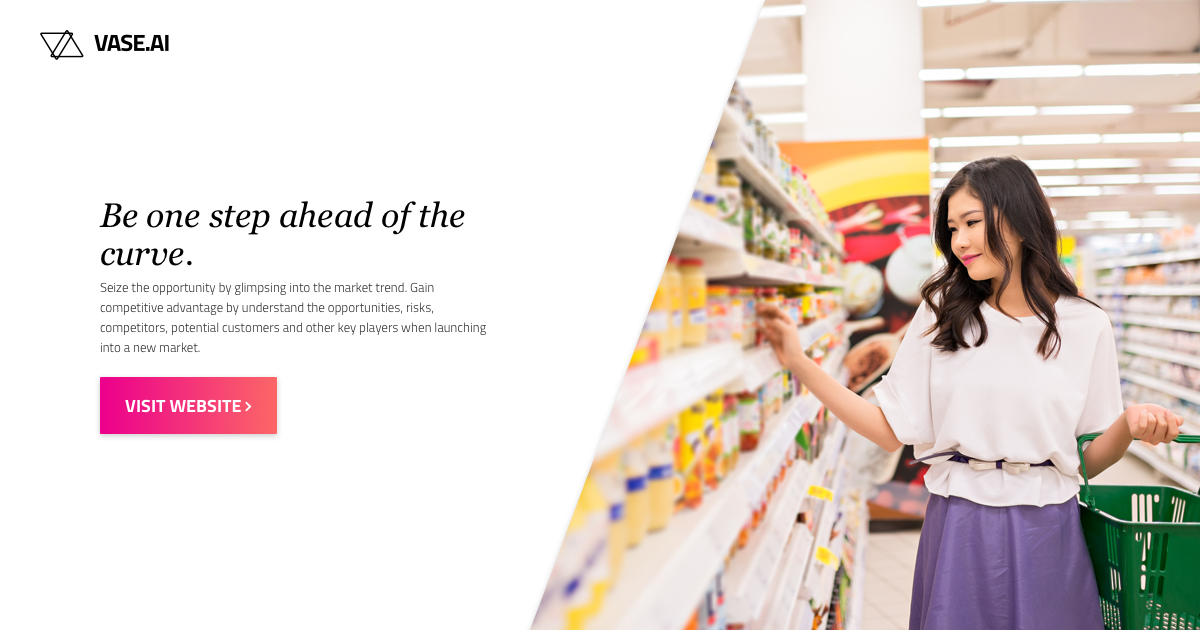 VASE.AI
Be one step ahead of the
curve.
Seize the opportunity by glimpsing into the market trend. Gain
competitive advantage by understand the opportunities, risks,
competitors, potential customers and other key players when launching
into a new market.
VISIT WEBSITE ›